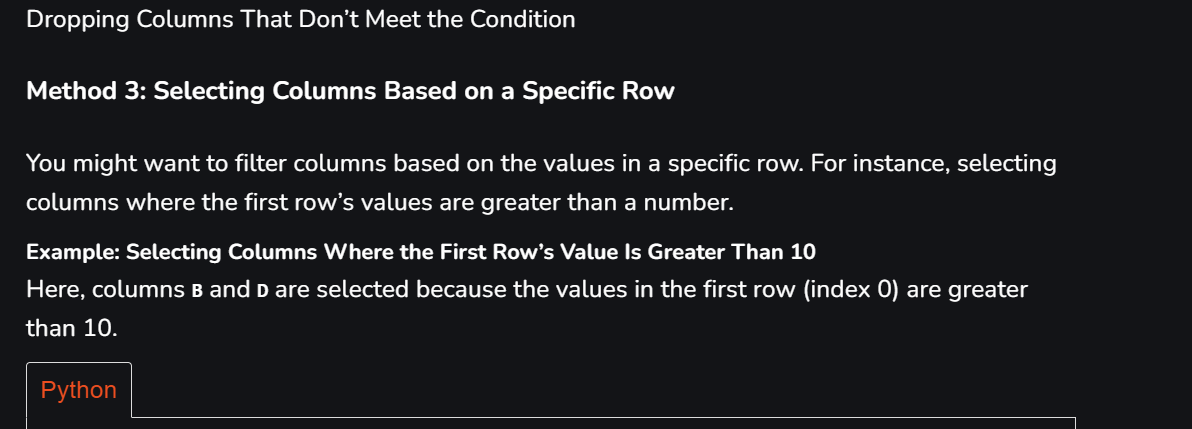 Dropping Columns That Don’t Meet the Condition
Method 3: Selecting Columns Based on a Specific Row
You might want to filter columns based on the values in a specific row. For instance, selecting
columns where the first row’s values are greater than a number.
Example: Selecting Columns Where the First Row’s Value Is Greater Than 10
Here, columns B and D are selected because the values in the first row (index 0) are greater
than 10.
Python